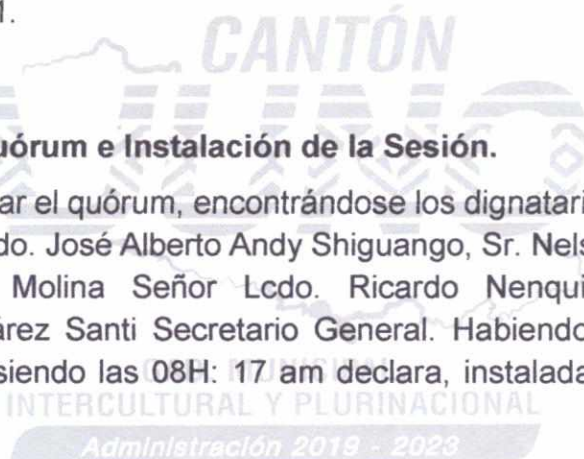 1.
CANTÓN
uórum e Instalación de la Sesión.
ar el quórum, encontrándose los dignatari
do. José Alberto Andy Shiguango, Sr. Nels
Molina Señor Lcdo. Ricardo Nenqui
árez Santi Secretario General. Habiendo
siendo las 08H: 17 am declara, instalada
MUNICIPAL
INTERCULTURAL Y PLURINACIONAL
Administración 2019 - 2023